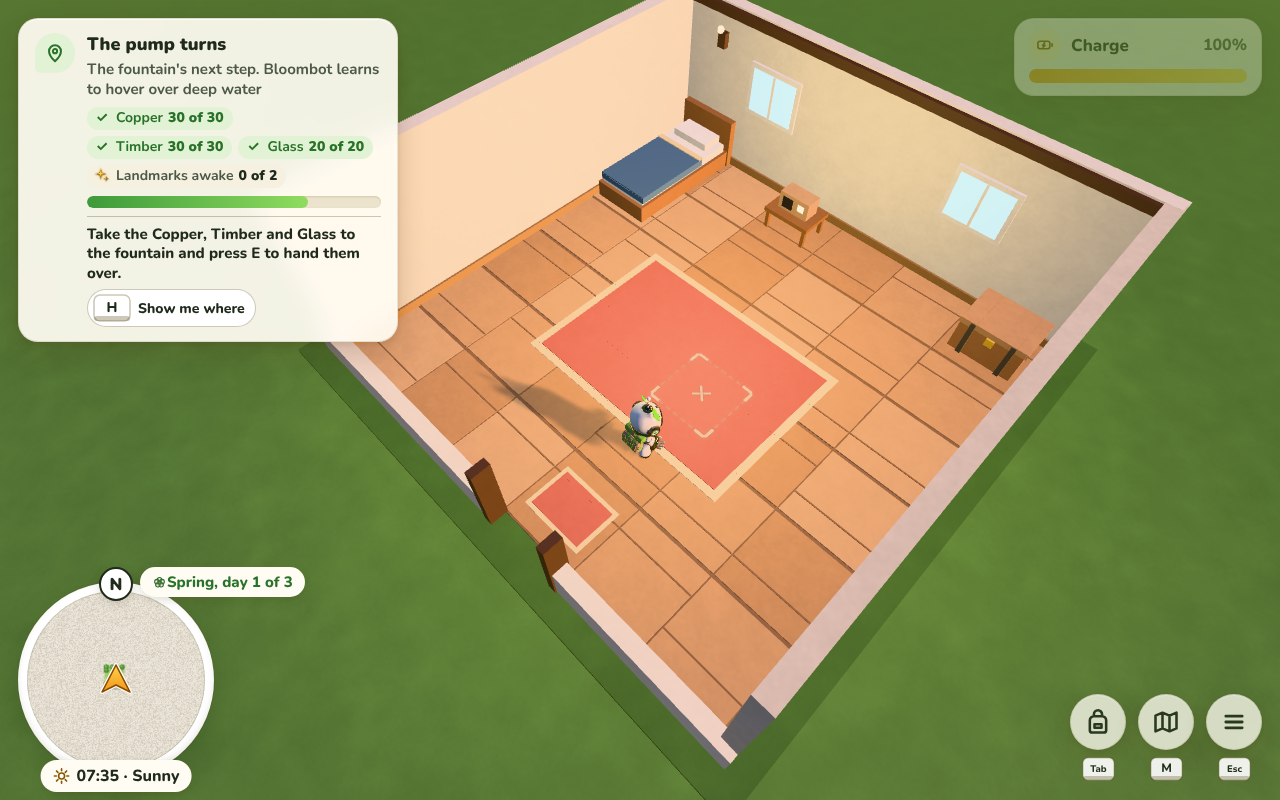 The pump turns
The fountain's next step. Bloombot learns
to hover over deep water
Copper 30 of 30
Timber 30 of 30 Glass 20 of 20
Landmarks awake 0 of 2
Take the Copper, Timber and Glass to
the fountain and press E to hand them
over.
H Show me where
Charge 100%
N
Spring, day 1 of 3
07:35 · Sunny
Tab M Esc